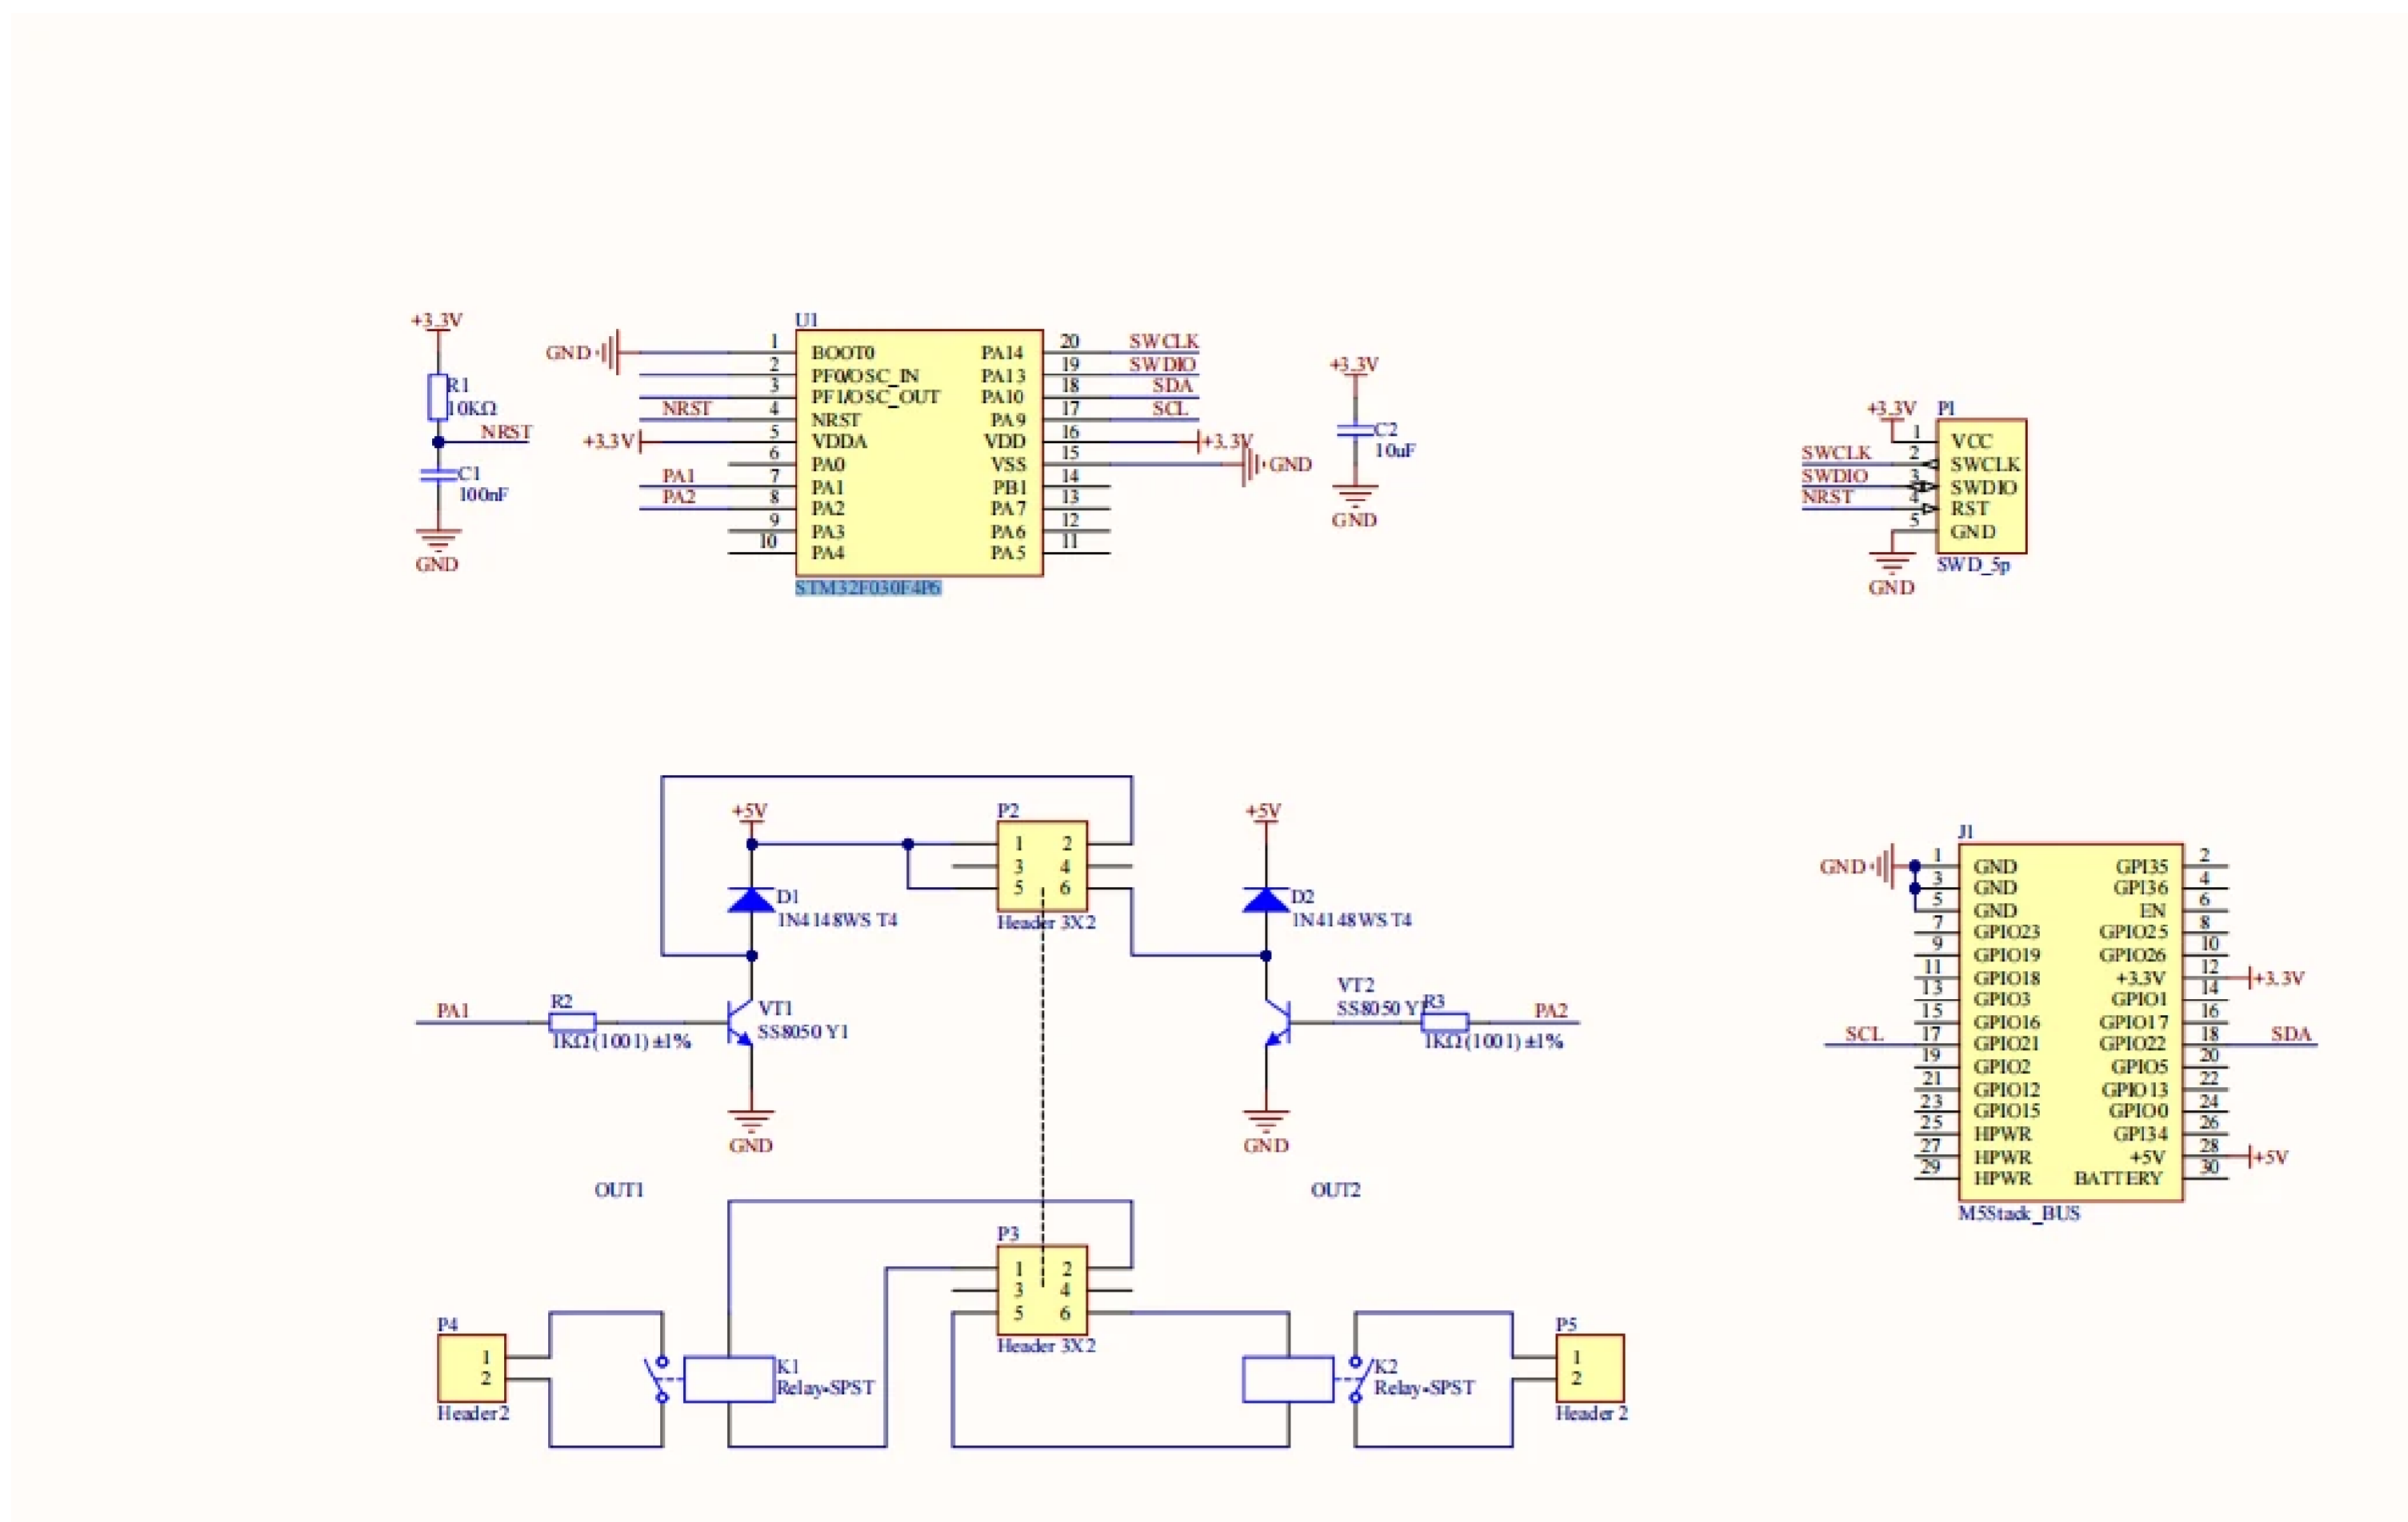 +3.3V
R1
10KΩ
NRST
C1
100nF
GND
U1
GND
1 BOOT0 PA14 20 SWCLK
2 PF0/OSC_IN PA13 19 SWDIO
3 PF1/OSC_OUT PA10 18 SDA
NRST 4 NRST PA9 17 SCL
+3.3V 5 VDDA VDD 16 +3.3V
6 PA0 VSS 15 GND
PA1 7 PA1 PB1 14
PA2 8 PA2 PA7 13
9 PA3 PA6 12
10 PA4 PA5 11
STM32F030F4P6
+3.3V
C2
10uF
GND
+3.3V P1
1 VCC
SWCLK 2 SWCLK
SWDIO 3 SWDIO
NRST 4 RST
5 GND
SWD_5p
GND
+5V
D1
1N4148WS T4
P2
1 2
3 4
5 6
Header 3X2
+5V
D2
1N4148WS T4
PA1
R2
1KΩ(1001) ±1%
VT1
SS8050 Y1
GND
VT2
SS8050 Y1
R3
1KΩ(1001) ±1%
PA2
GND
J1
GND 1 GND GPI35 2
3 GND GPI36 4
5 GND EN 6
7 GPIO23 GPIO25 8
9 GPIO19 GPIO26 10
11 GPIO18 +3.3V 12 +3.3V
13 GPIO3 GPIO1 14
15 GPIO16 GPIO17 16
SCL 17 GPIO21 GPIO22 18 SDA
19 GPIO2 GPIO5 20
21 GPIO12 GPIO13 22
23 GPIO15 GPIO0 24
25 HPWR GPI34 26
27 HPWR +5V 28 +5V
29 HPWR BATTERY 30
M5Stack_BUS
OUT1
OUT2
P3
1 2
3 4
5 6
Header 3X2
P4
1
2
Header 2
K1
Relay-SPST
K2
Relay-SPST
P5
1
2
Header 2